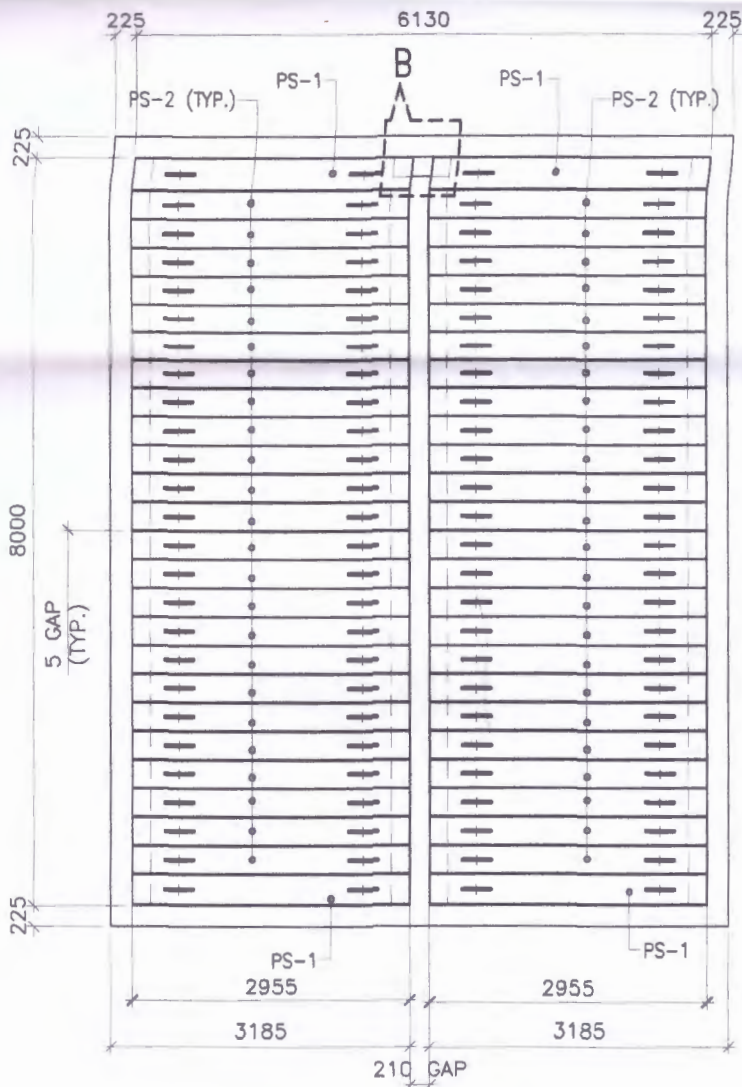 225 6130 225
B
PS-1 PS-1
PS-2 (TYP.) PS-2 (TYP.)
225
8000
5 GAP
(TYP.)
225
PS-1 PS-1
2955 2955
3185 3185
210 GAP